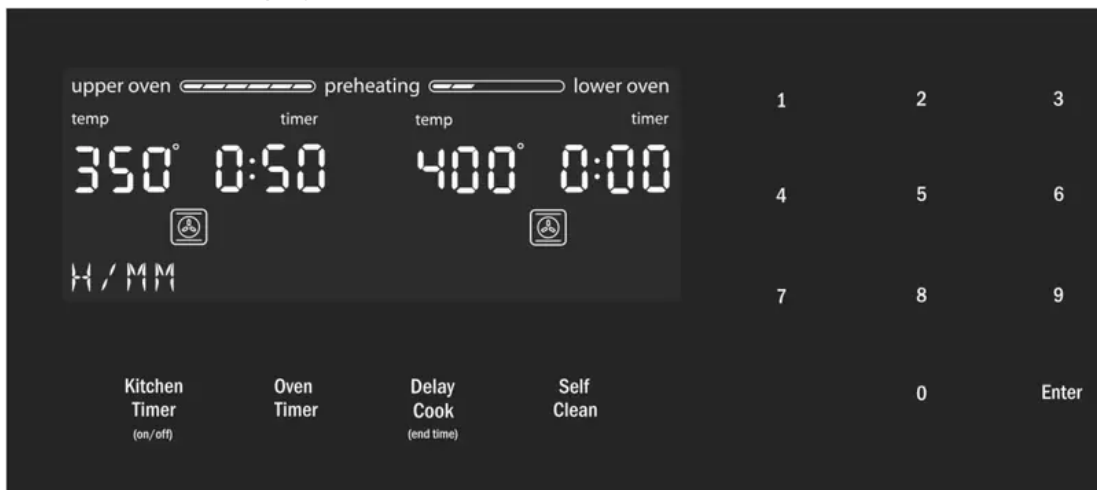 upper oven preheating lower oven
temp timer temp timer
350° 0:50 400° 0:00
H/MM
1 2 3
4 5 6
7 8 9
0 Enter
Kitchen Timer (on/off)
Oven Timer
Delay Cook (end time)
Self Clean